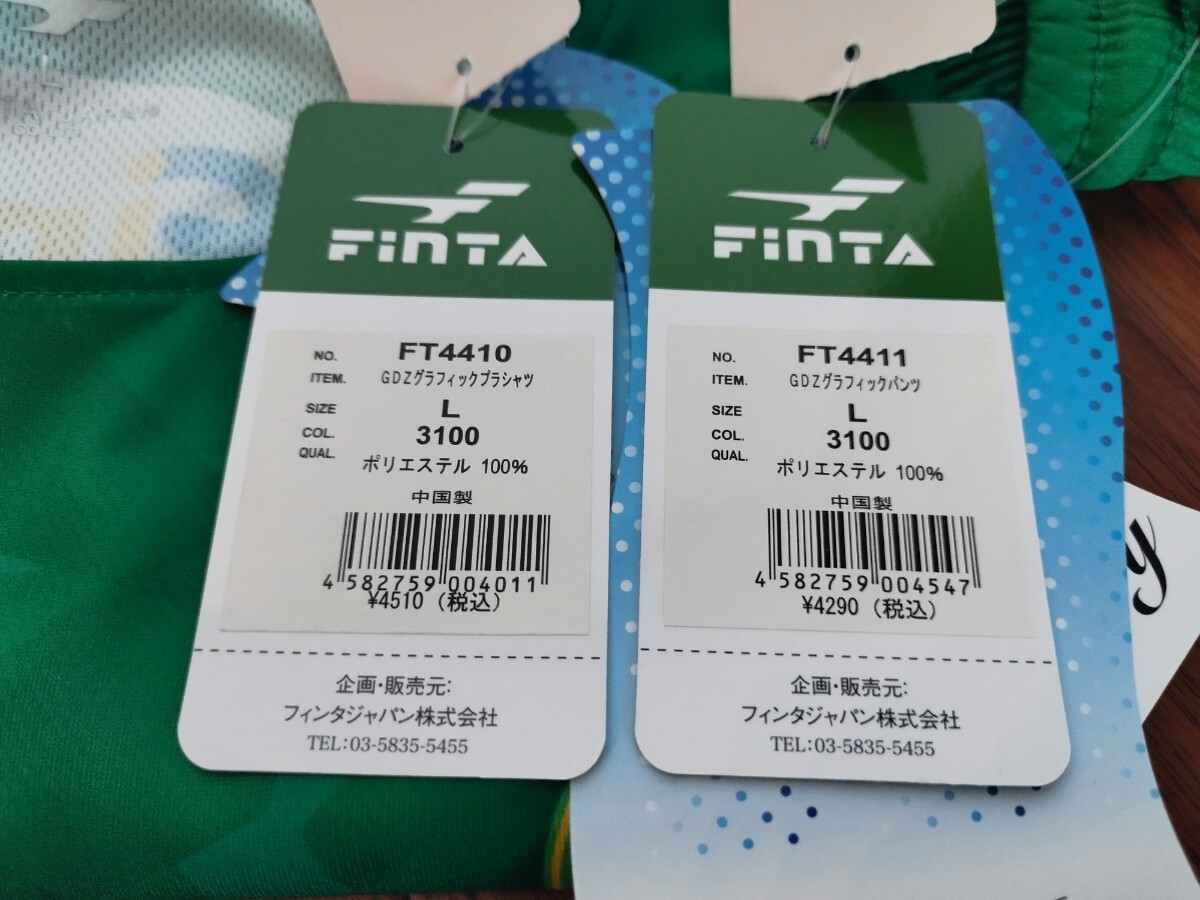 FiNTA
NO. FT4410
ITEM. GDZグラフィックプラシャツ
SIZE L
COL. 3100
QUAL. ポリエステル 100%
中国製
4 582759 004011
¥4510 (税込)
企画・販売元:
フィンタジャパン株式会社
TEL:03-5835-5455
FiNTA
NO. FT4411
ITEM. GDZグラフィックパンツ
SIZE L
COL. 3100
QUAL. ポリエステル 100%
中国製
4 582759 004547
¥4290 (税込)
企画・販売元:
フィンタジャパン株式会社
TEL:03-5835-5455
y